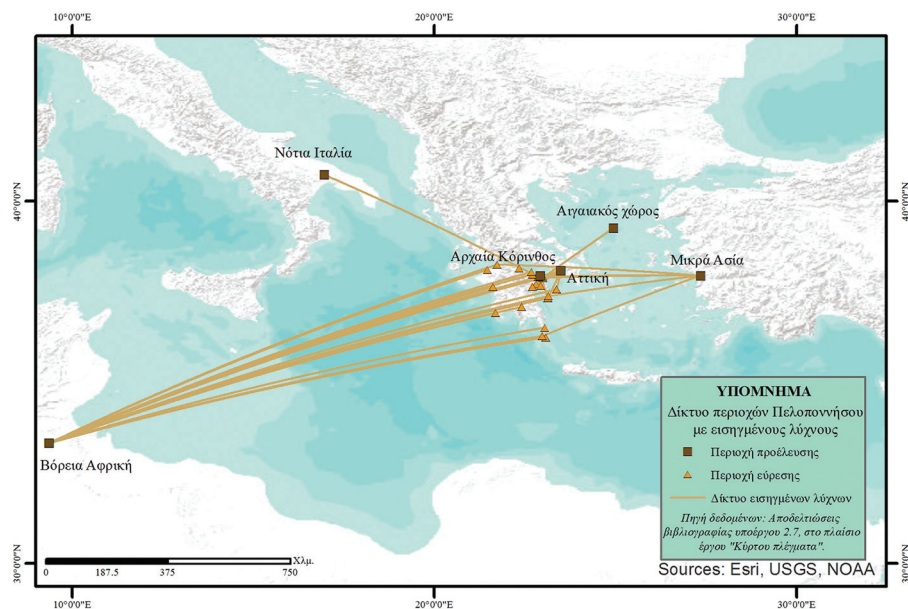 10°0'0"E 20°0'0"E 30°0'0"E
Νότια Ιταλία
40°0'0"N 40°0'0"N
Αιγαιακός χώρος
Αρχαία Κόρινθος
Μικρά Ασία
Αττική
Βόρεια Αφρική
ΥΠΟΜΝΗΜΑ
Δίκτυο περιοχών Πελοποννήσου
με εισηγμένους λύχνους
Περιοχή προέλευσης
Περιοχή εύρεσης
Δίκτυο εισηγμένων λύχνων
Πηγή δεδομένων: Αποδελτιώσεις
βιβλιογραφίας υποέργου 2.7, στο πλαίσιο
έργου "Κύρτου πλέγματα".
Χλμ.
0 187.5 375 750
Sources: Esri, USGS, NOAA
30°0'0"N 30°0'0"N
10°0'0"E 20°0'0"E 30°0'0"E